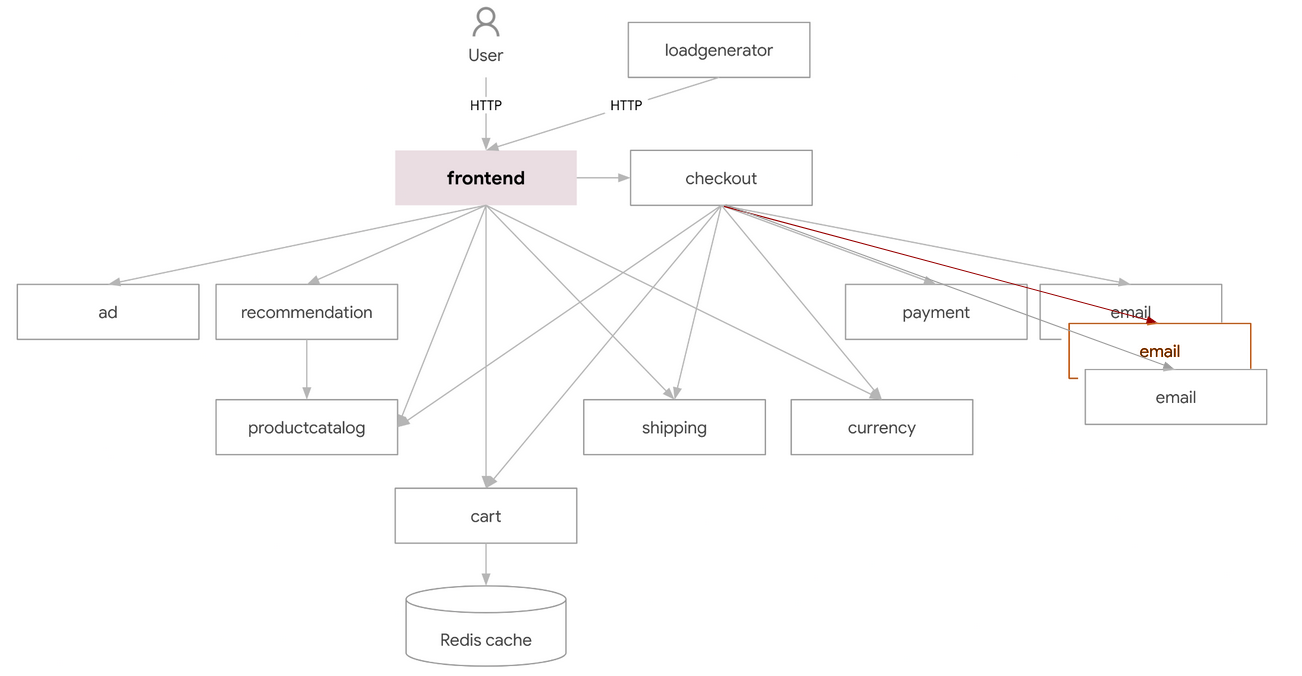 User
loadgenerator
HTTP
HTTP
frontend
checkout
ad
recommendation
payment
email
email
email
productcatalog
shipping
currency
cart
Redis cache